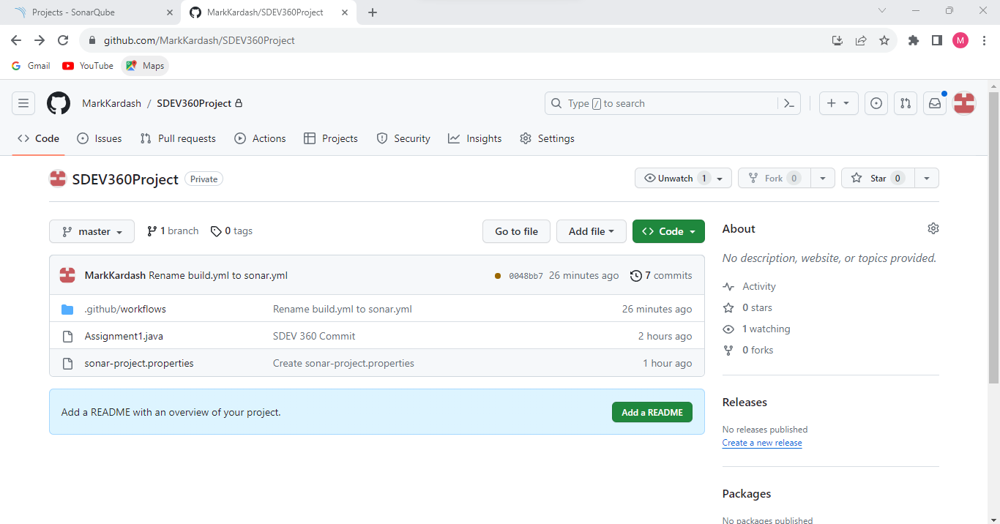 Projects - SonarQube
MarkKardash/SDEV360Project
github.com/MarkKardash/SDEV360Project
M
Gmail
YouTube
Maps
MarkKardash / SDEV360Project
Type / to search
Code
Issues
Pull requests
Actions
Projects
Security
Insights
Settings
SDEV360Project Private
Unwatch 1
Fork 0
Star 0
master
1 branch
0 tags
Go to file
Add file
Code
MarkKardash Rename build.yml to sonar.yml 0048bb7 26 minutes ago 7 commits
.github/workflows Rename build.yml to sonar.yml 26 minutes ago
Assignment1.java SDEV 360 Commit 2 hours ago
sonar-project.properties Create sonar-project.properties 1 hour ago
Add a README with an overview of your project.
Add a README
About
No description, website, or topics provided.
Activity
0 stars
1 watching
0 forks
Releases
No releases published
Create a new release
Packages
No packages published